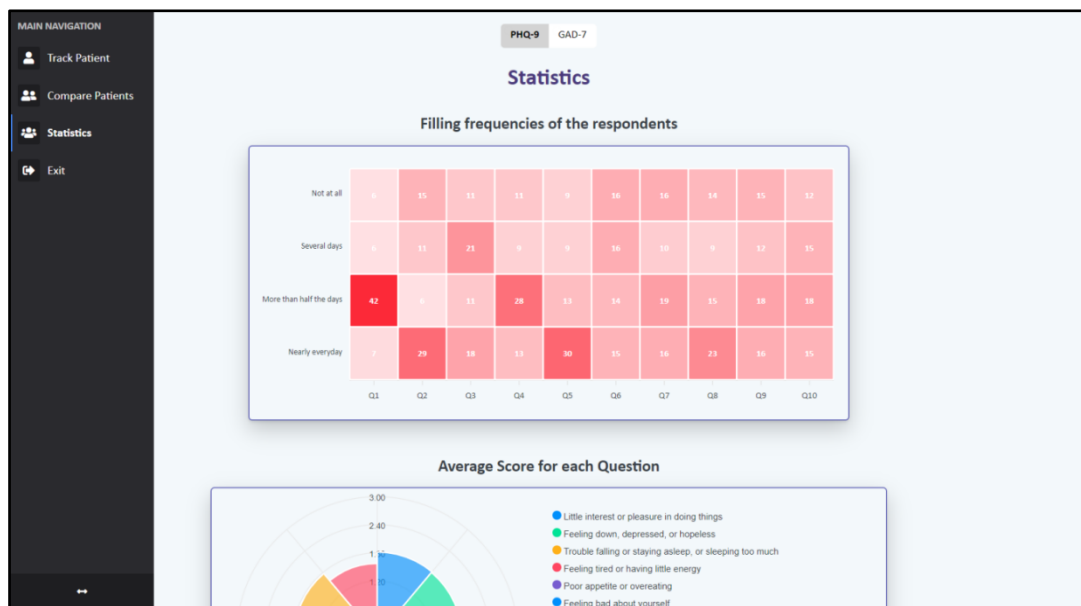 MAIN NAVIGATION
Track Patient
Compare Patients
Statistics
Exit
PHQ-9 GAD-7
Statistics
Filling frequencies of the respondents
Not at all 15 11 11 9 16 16 14 15 12
Several days 11 21 9 9 16 10 9 12 15
More than half the days 42 11 28 13 14 19 15 18 18
Nearly everyday 7 29 18 13 30 15 16 23 16 15
Q1 Q2 Q3 Q4 Q5 Q6 Q7 Q8 Q9 Q10
Average Score for each Question
3.00
2.40
1.20
Little interest or pleasure in doing things
Feeling down, depressed, or hopeless
Trouble falling or staying asleep, or sleeping too much
Feeling tired or having little energy
Poor appetite or overeating
Feeling bad about yourself